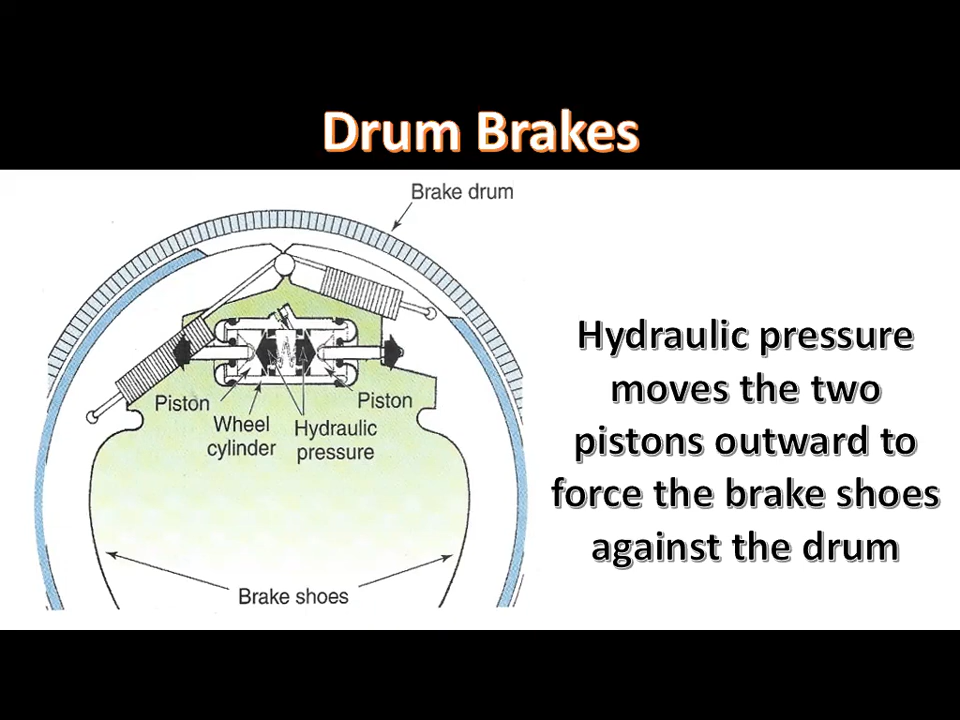 Drum Brakes
Brake drum
Piston
Wheel
cylinder
Hydraulic
pressure
Piston
Brake shoes
Hydraulic pressure
moves the two
pistons outward to
force the brake shoes
against the drum